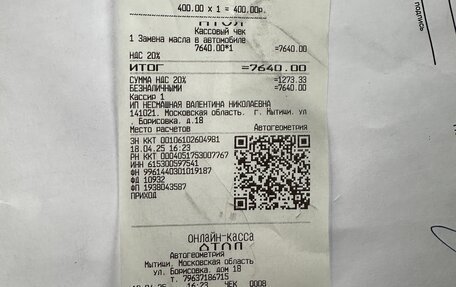 400.00 x 1 = 400.00р.
АТОЛ
Кассовый чек
1 Замена масла в автомобиле
7640.00*1 =7640.00
НДС 20%
ИТОГ =7640.00
СУММА НДС 20% =1273.33
БЕЗНАЛИЧНЫМИ =7640.00
Кассир 1
ИП НЕСМАШНАЯ ВАЛЕНТИНА НИКОЛАЕВНА
141021. Московская область. г. Мытищи. ул
. Борисовка. д.18
Место расчетов Автогеометрия
ЗН ККТ 00106102604981
18.04.25 16:23
РН ККТ 0004051753007767
ИНН 615300597541
ФН 9961440301019187
ФД 10932
ФП 1938043587
ПРИХОД
подпись
онлайн-касса
АТОЛ
Автогеометрия
Мытищи. Московская область
ул. Борисовка. дом 18
т. 79637186715
16:23 ЧЕК 0008